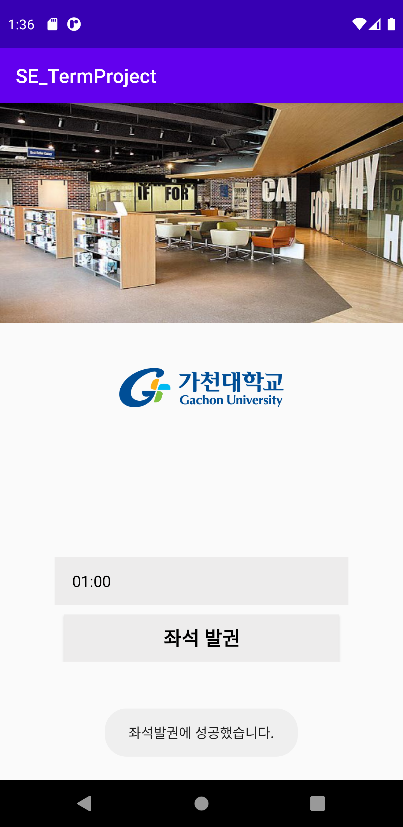 1:36
SE_TermProject
IF FOR
CAT
FOR
WHY
가천대학교
Gachon University
01:00
좌석 발권
좌석발권에 성공했습니다.